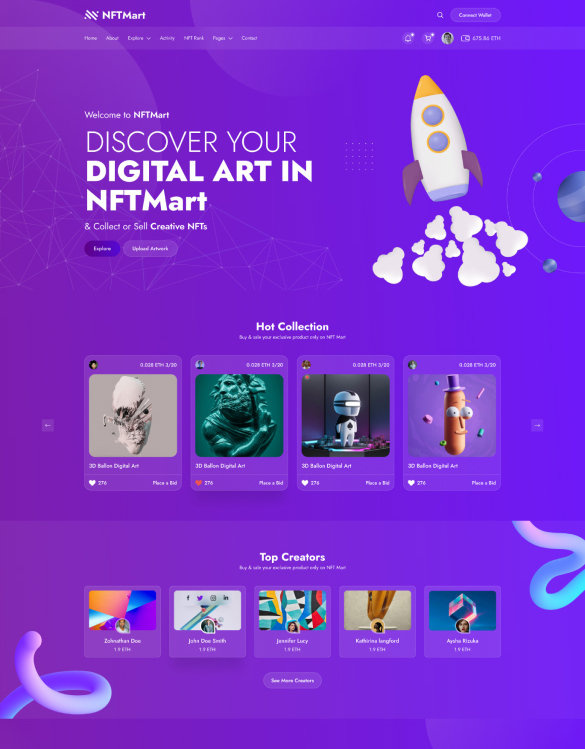 NFTMart
Connect Wallet
Home About Explore Activity NFT Rank Pages Contact
675.86 ETH
Welcome to NFTMart
DISCOVER YOUR
DIGITAL ART IN
NFTMart
& Collect or Sell Creative NFTs
Explore Upload Artwork
Hot Collection
Buy & sale your exclusive product only on NFT Mart
0.028 ETH 3/20
0.028 ETH 3/20
0.028 ETH 3/20
0.028 ETH 3/20
3D Ballon Digital Art
3D Ballon Digital Art
3D Ballon Digital Art
3D Ballon Digital Art
276 Place a Bid
276 Place a Bid
276 Place a Bid
276 Place a Bid
Top Creators
Buy & sale your exclusive product only on NFT Mart
Zohnathan Doe
John Doe Smith
Jennifer Lucy
Kathirina langford
Aysha Rizuka
1.9 ETH
1.9 ETH
1.9 ETH
1.9 ETH
1.9 ETH
See More Creators